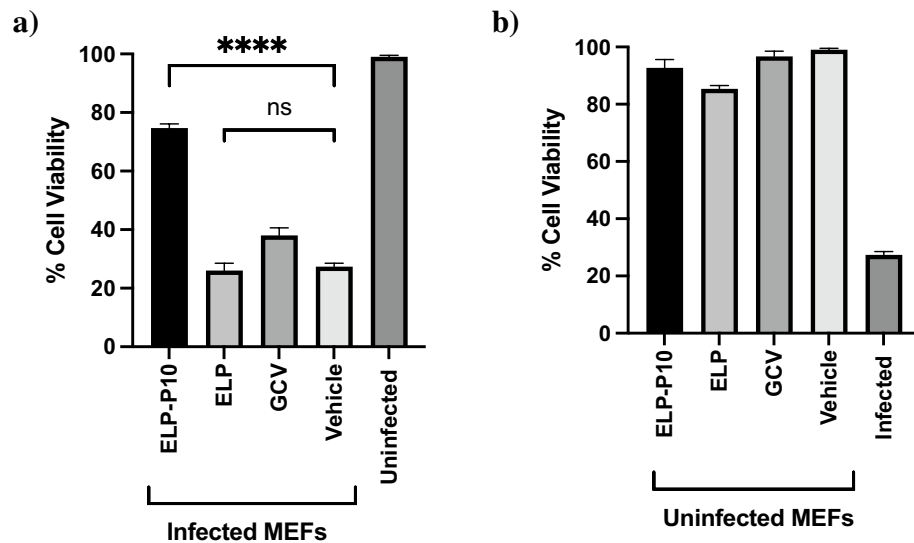 a)
% Cell Viability
100
80
60
40
20
0
****
ns
ELP-P10
ELP
GCV
Vehicle
Uninfected
Infected MEFs
b)
% Cell Viability
100
80
60
40
20
0
ELP-P10
ELP
GCV
Vehicle
Infected
Uninfected MEFs